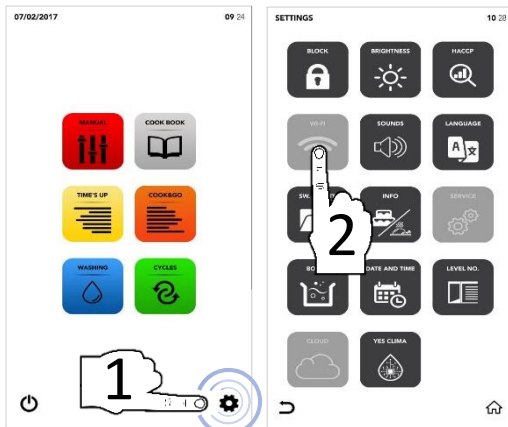 07/02/2017
09 24
MANUAL
COOK BOOK
TIME'S UP
COOK&GO
WASHING
CYCLES
1
SETTINGS
10 28
BLOCK
BRIGHTNESS
HACCP
WI-FI
SOUNDS
LANGUAGE
A
INFO
SERVICE
2
DATE AND TIME
LEVEL NO.
CLOUD
YES CLIMA